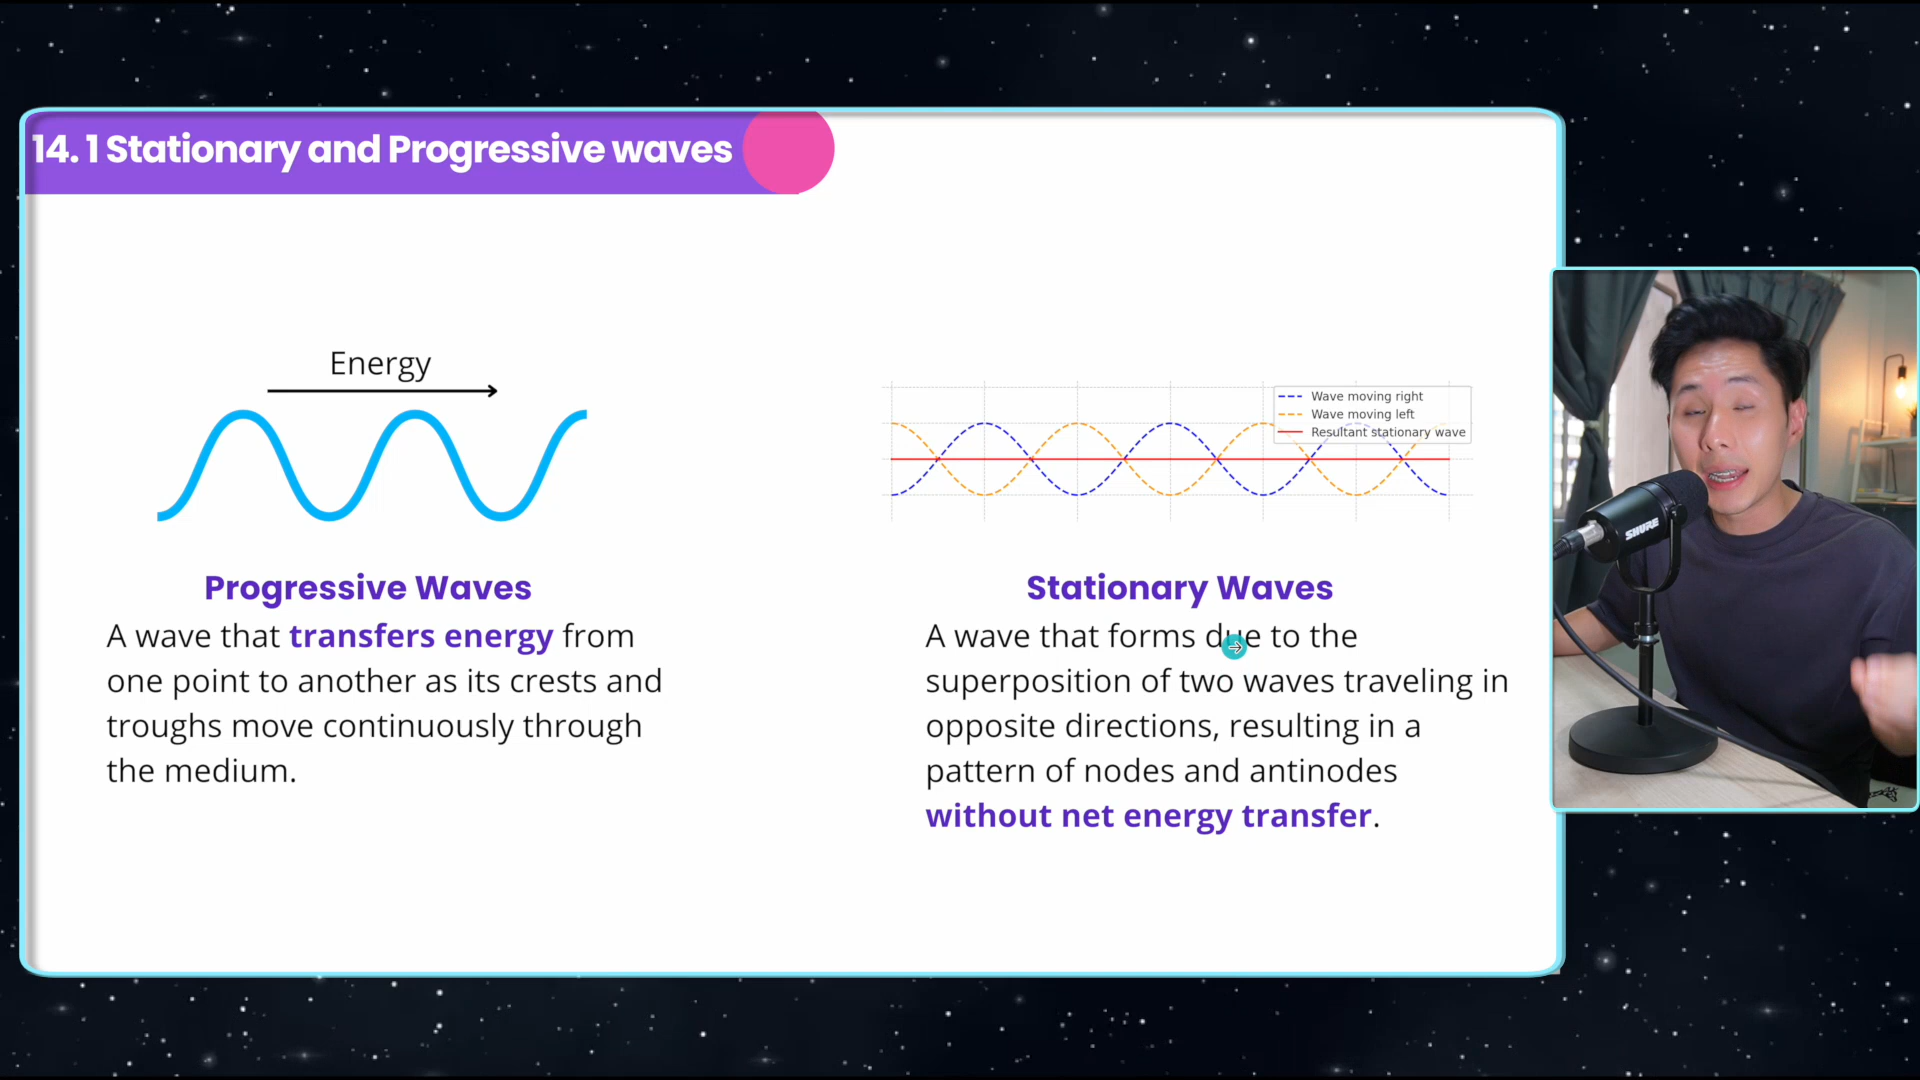 14. 1 Stationary and Progressive waves
Energy
Progressive Waves
A wave that transfers energy from
one point to another as its crests and
troughs move continuously through
the medium.
Wave moving right
Wave moving left
Resultant stationary wave
Stationary Waves
A wave that forms due to the
superposition of two waves traveling in
opposite directions, resulting in a
pattern of nodes and antinodes
without net energy transfer.
SHURE